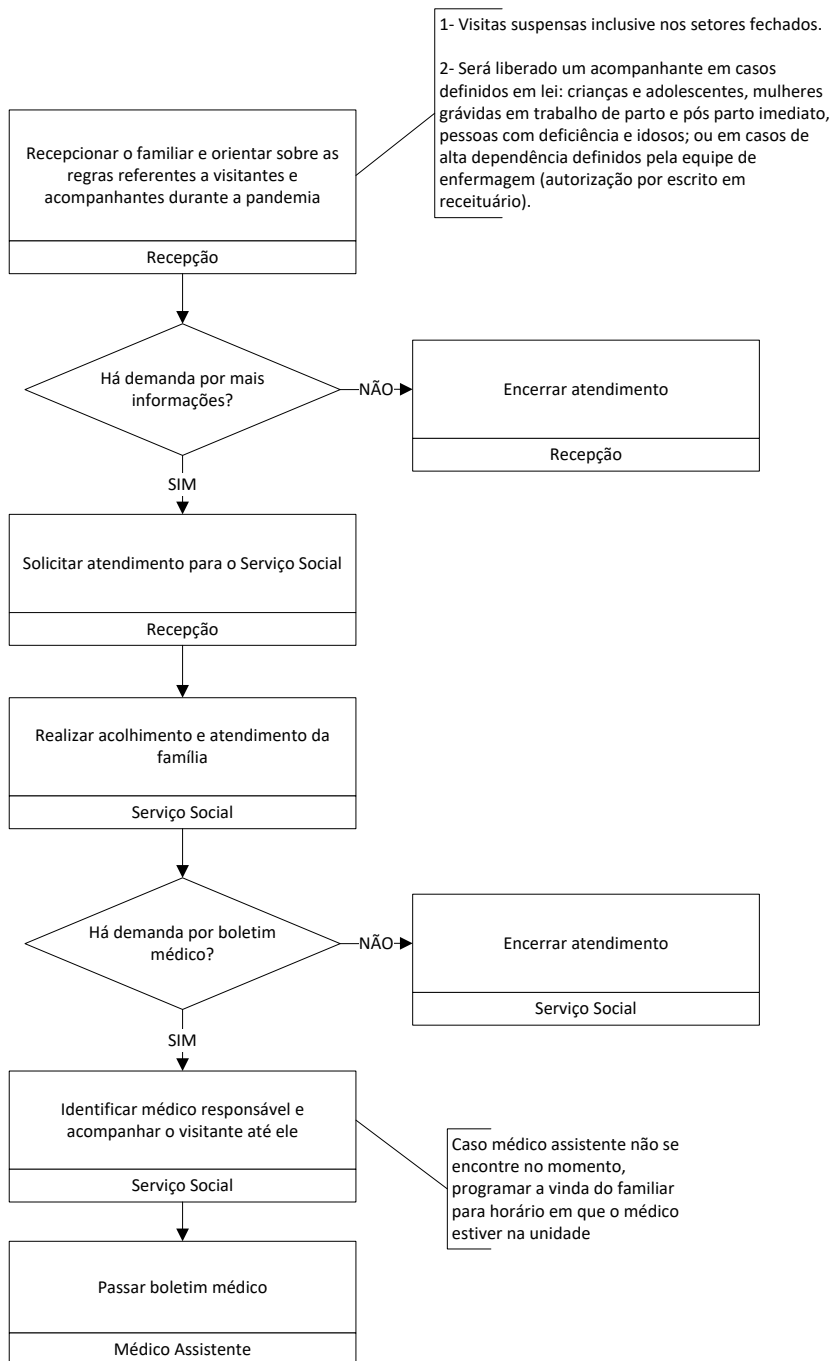 1- Visitas suspensas inclusive nos setores fechados.
2- Será liberado um acompanhante em casos
definidos em lei: crianças e adolescentes, mulheres
grávidas em trabalho de parto e pós parto imediato,
pessoas com deficiência e idosos; ou em casos de
alta dependência definidos pela equipe de
enfermagem (autorização por escrito em
receituário).
Recepcionar o familiar e orientar sobre as
regras referentes a visitantes e
acompanhantes durante a pandemia
Recepção
Há demanda por mais
informações?
NÃO
Encerrar atendimento
Recepção
SIM
Solicitar atendimento para o Serviço Social
Recepção
Realizar acolhimento e atendimento da
família
Serviço Social
Há demanda por boletim
médico?
NÃO
Encerrar atendimento
Serviço Social
SIM
Identificar médico responsável e
acompanhar o visitante até ele
Serviço Social
Caso médico assistente não se
encontre no momento,
programar a vinda do familiar
para horário em que o médico
estiver na unidade
Passar boletim médico
Médico Assistente